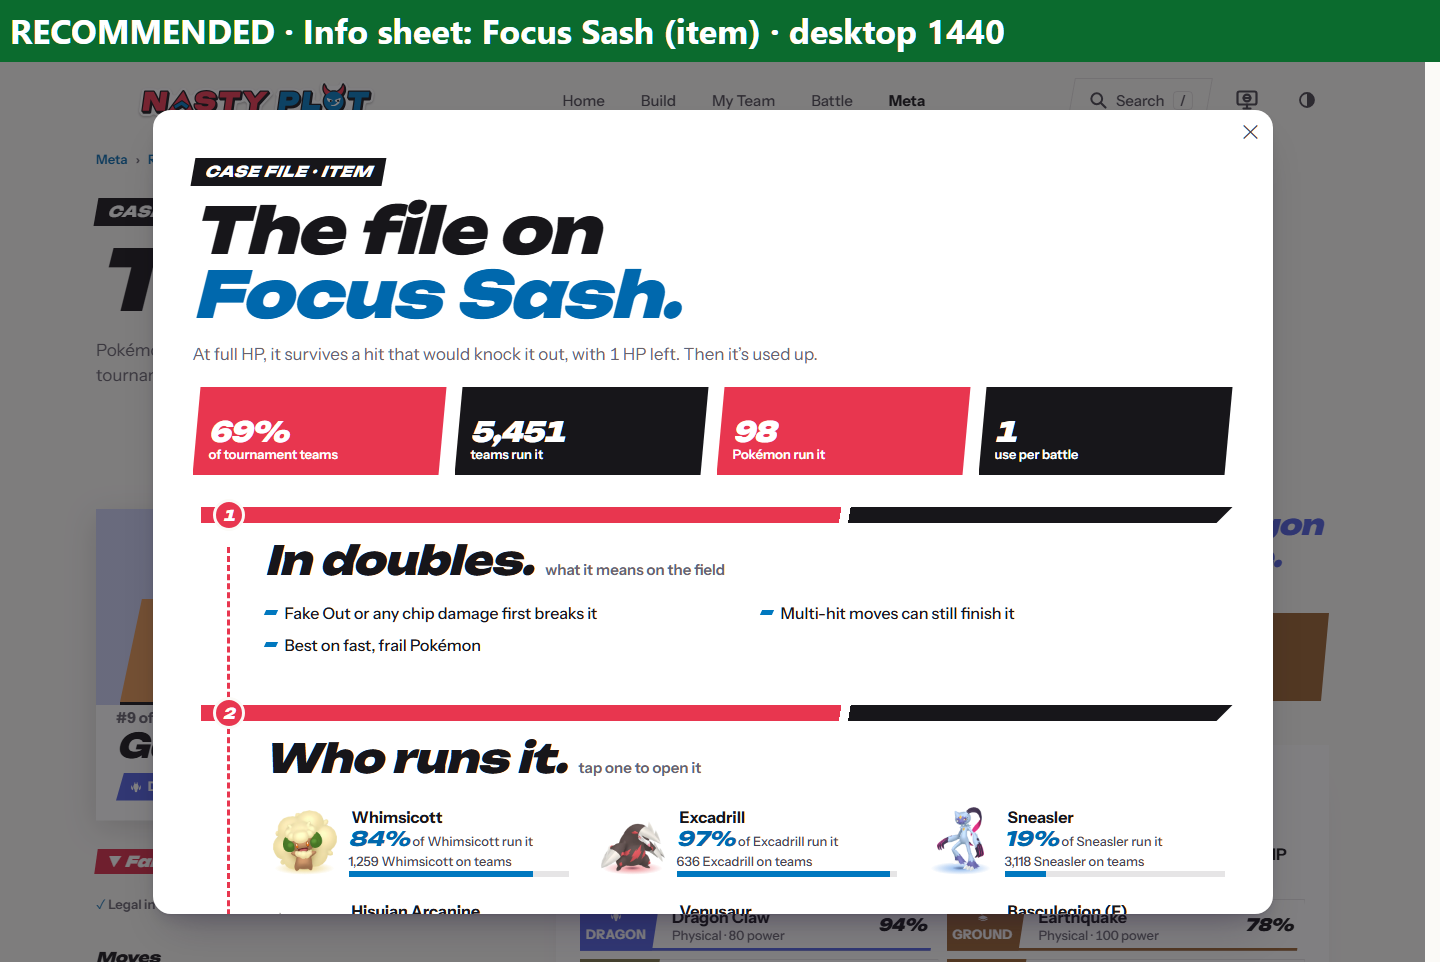 RECOMMENDED · Info sheet: Focus Sash (item) · desktop 1440
NASTY PLOT
Home
Build
My Team
Battle
Meta
Search /
Meta ›
CASE FILE · ITEM
The file on
Focus Sash.
At full HP, it survives a hit that would knock it out, with 1 HP left. Then it's used up.
Pokém
tournar
69%
of tournament teams
5,451
teams run it
98
Pokémon run it
1
use per battle
1
In doubles. what it means on the field
Fake Out or any chip damage first breaks it
Multi-hit moves can still finish it
Best on fast, frail Pokémon
#9 of
2
Who runs it. tap one to open it
Whimsicott
84% of Whimsicott run it
1,259 Whimsicott on teams
Excadrill
97% of Excadrill run it
636 Excadrill on teams
Sneasler
19% of Sneasler run it
3,118 Sneasler on teams
HP
✓ Legal in
Hisuian Arcanine
Venusaur
Basculegion (F)
DRAGON
Dragon Claw
Physical · 80 power
94%
GROUND
Earthquake
Physical · 100 power
78%
Moves